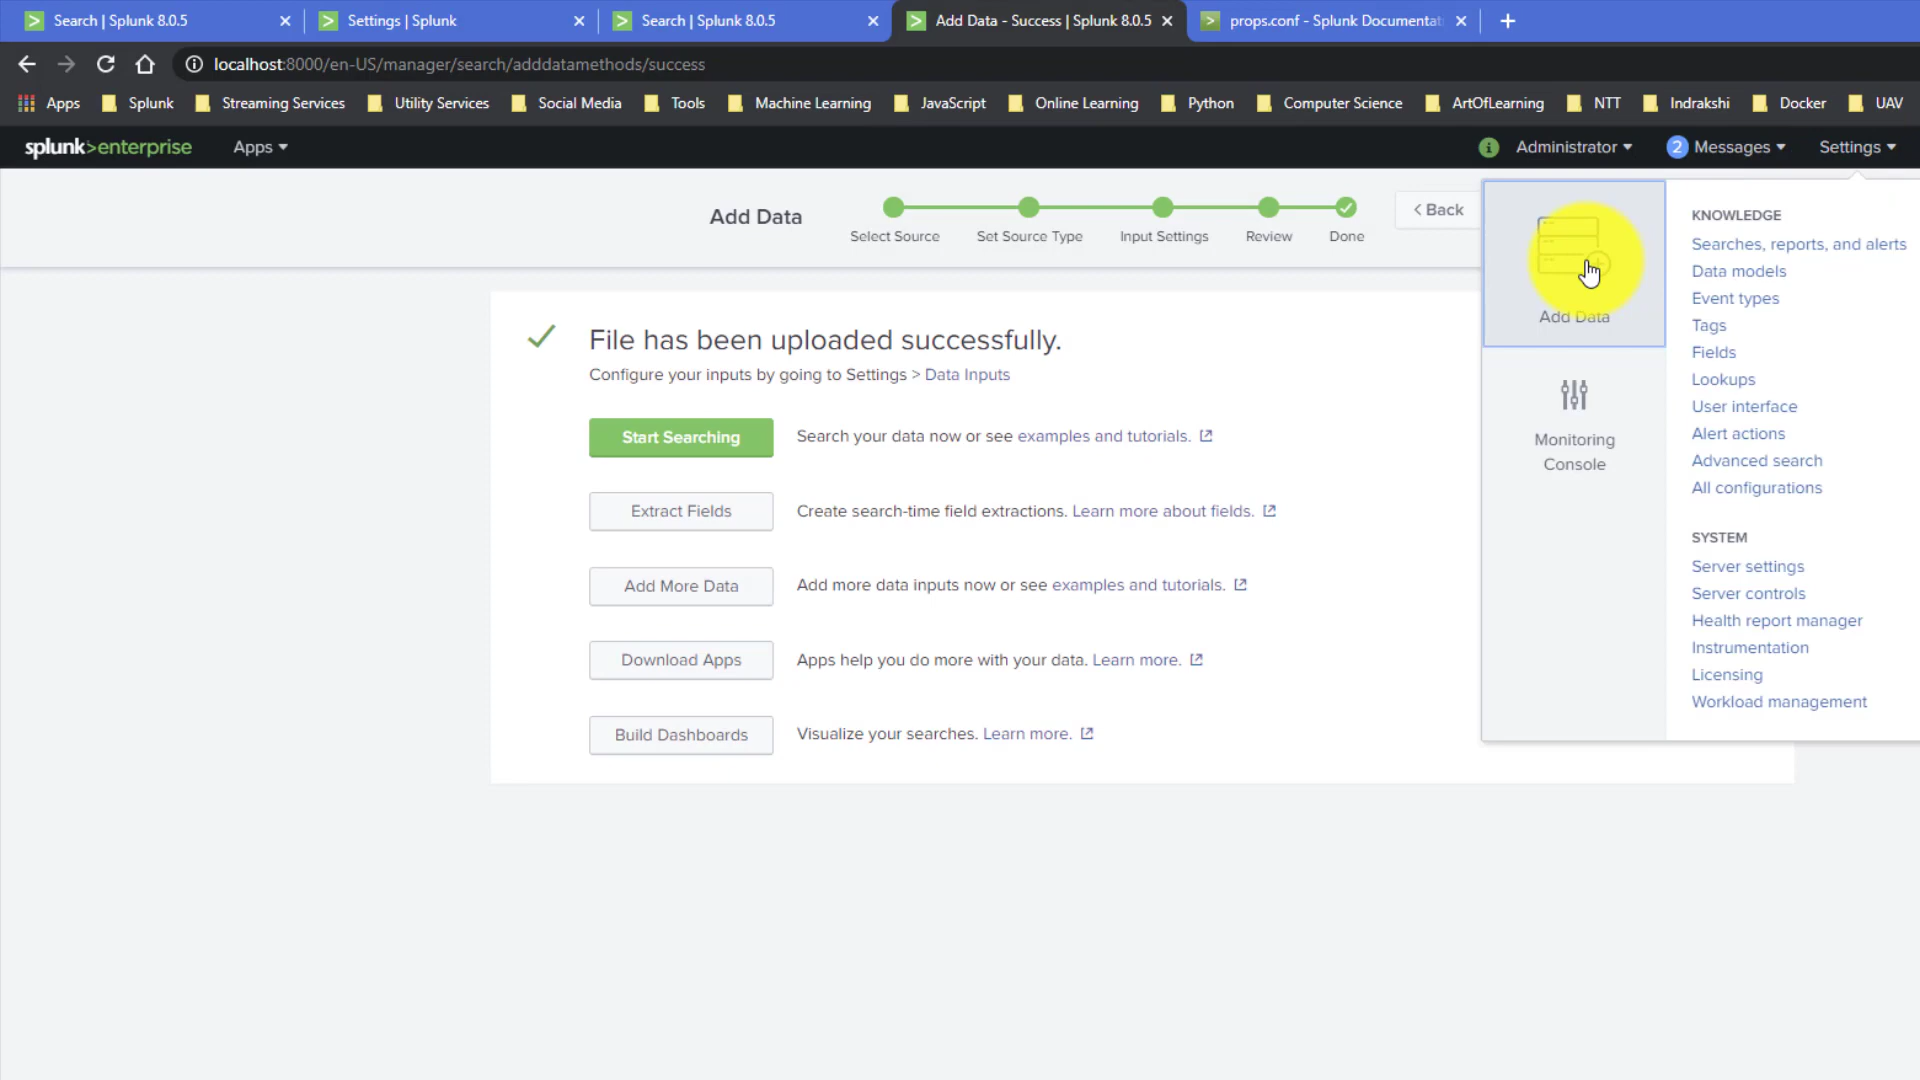 Search | Splunk 8.0.5
Settings | Splunk
Search | Splunk 8.0.5
Add Data - Success | Splunk 8.0.5
props.conf - Splunk Documentat
localhost:8000/en-US/manager/search/adddatamethods/success
Apps Splunk Streaming Services Utility Services Social Media Tools Machine Learning JavaScript Online Learning Python Computer Science ArtOfLearning NTT Indrakshi Docker UAV
splunk>enterprise Apps Administrator 2 Messages Settings
Add Data
Select Source Set Source Type Input Settings Review Done
< Back
File has been uploaded successfully.
Configure your inputs by going to Settings > Data Inputs
Start Searching Search your data now or see examples and tutorials.
Extract Fields Create search-time field extractions. Learn more about fields.
Add More Data Add more data inputs now or see examples and tutorials.
Download Apps Apps help you do more with your data. Learn more.
Build Dashboards Visualize your searches. Learn more.
Add Data
Monitoring
Console
KNOWLEDGE
Searches, reports, and alerts
Data models
Event types
Tags
Fields
Lookups
User interface
Alert actions
Advanced search
All configurations
SYSTEM
Server settings
Server controls
Health report manager
Instrumentation
Licensing
Workload management